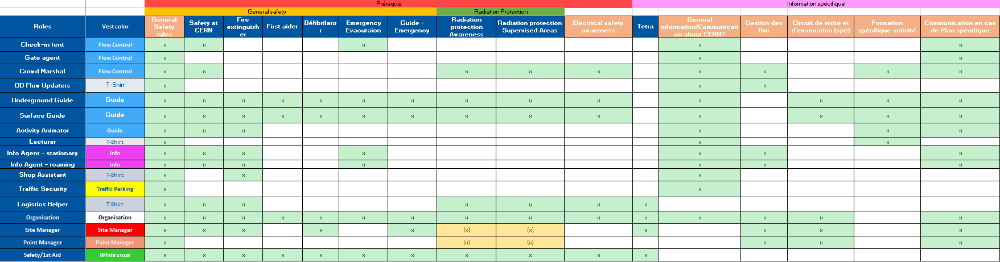 Prérequis Information spécifique
General safety Radiation Protection
Roles Vest color General Safety rules Safety at CERN Fire extinguisher First aider Défibrilator Emergency Evacutaion Guide - Emergency Radiation protection Awareness Radiation protection Supervised Areas Electrical safety awareness Tetra General information/Communication about CERN? Gestion des flux Circuit de visite et d'evacuation (spé) Formation spécifique activité Communication en cas de Plan spécifique
Check-in tent Flow Control x x x x x
Gate agent Flow Control x x x
Crowd Marshal Flow Control x x x x x x x x x
OD Flow Updaters T-Shirt x x x
Underground Guide Guide x x x x x x x x x x x x x x
Surface Guide Guide x x x x x x x x x x x x x x
Activity Animator Guide x x x x x x
Lecturer T-Shirt x x x
Info Agent - stationary Info x x x x x x x
Info Agent - roaming Info x x x x x x x
Shop Assistant T-Shirt x x x
Traffic Security Traffic Parking x x
Logistics Helper T-Shirt x x x x x x x
Organisation Organisation x x x x x x x x x x x x x x x
Site Manager Site Manager x x x x x (x) (x) x x x x
Point Manager Point Manager x (x) (x) x x x
Safety/1st Aid White cross x x x x x x x x x x x